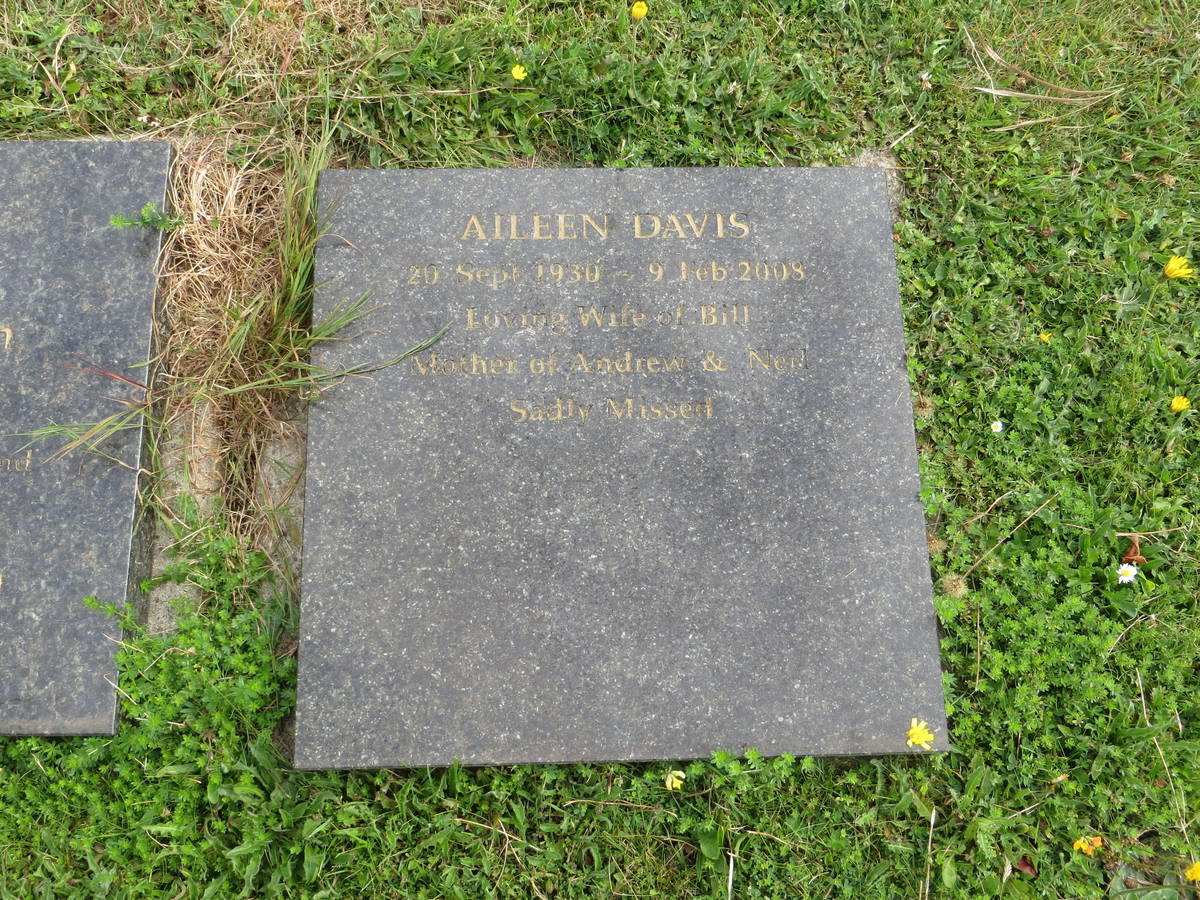 AILEEN DAVIS
20 Sept 1930 ~ 9 Feb 2008
Loving Wife of Bill
Mother of Andrew & Neil
Sadly Missed